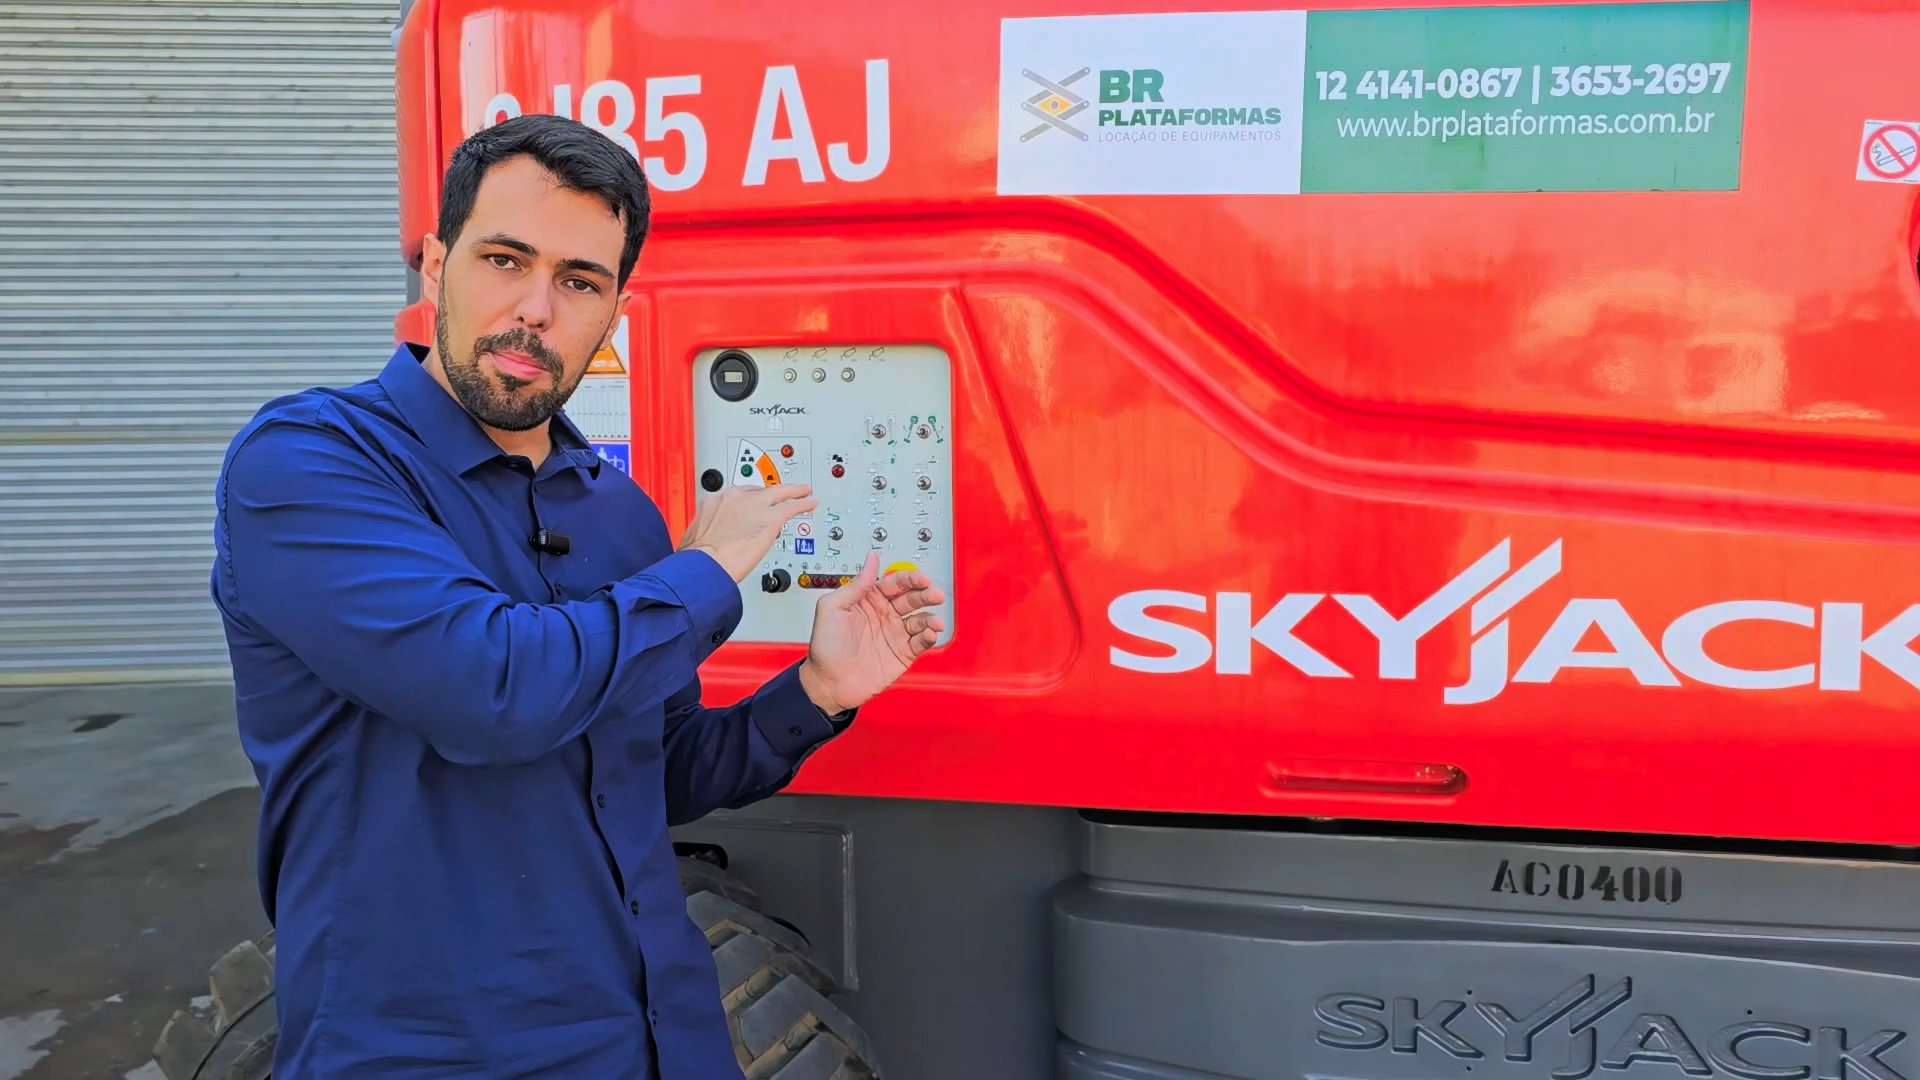 85 AJ
BR
PLATAFORMAS
LOCAÇÃO DE EQUIPAMENTOS
12 4141-0867 | 3653-2697
www.brplataformas.com.br
SKYJACK
SKYJACK
AC0400
SKYJACK